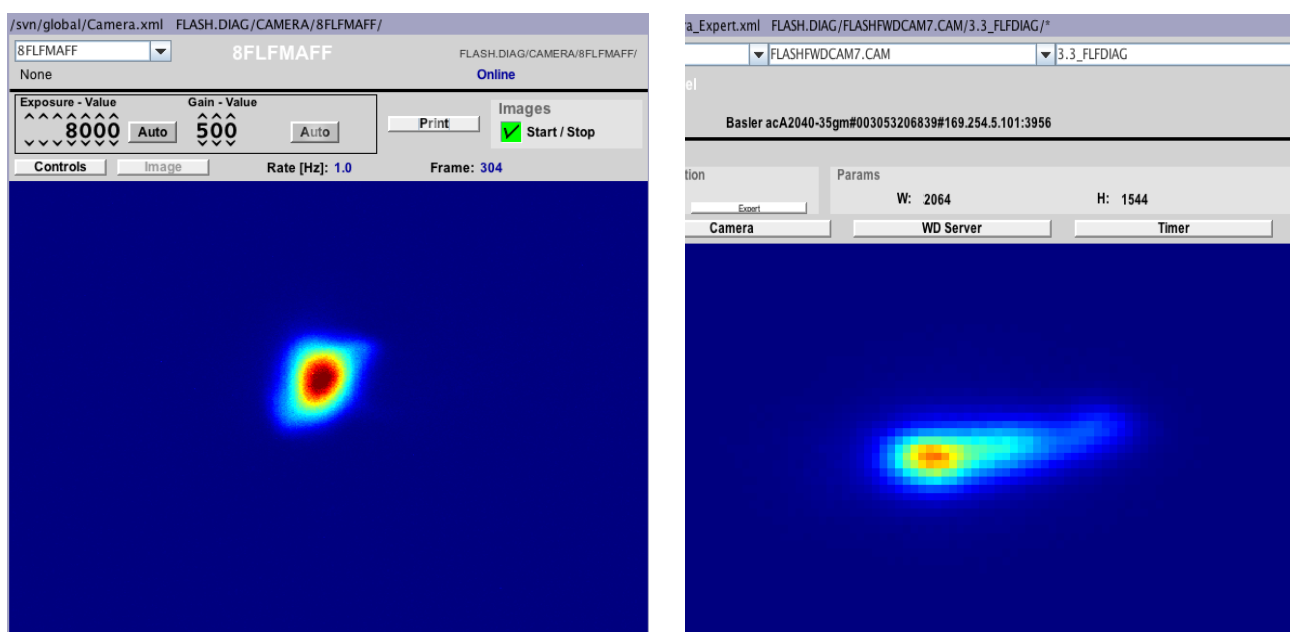 /svn/global/Camera.xml FLASH.DIAG/CAMERA/8FLFMAFF/
8FLFMAFF
8FLFMAFF
FLASH.DIAG/CAMERA/8FLFMAFF/
None
Online
Exposure - Value
Gain - Value
8000
Auto
500
Auto
Print
Images
Start / Stop
Controls
Image
Rate [Hz]: 1.0
Frame: 304
ra_Expert.xml FLASH.DIAG/FLASHFWDCAM7.CAM/3.3_FLFDIAG/*
FLASHFWDCAM7.CAM
3.3_FLFDIAG
el
Basler acA2040-35gm#003053206839#169.254.5.101:3956
tion
Params
Expert
W: 2064
H: 1544
Camera
WD Server
Timer